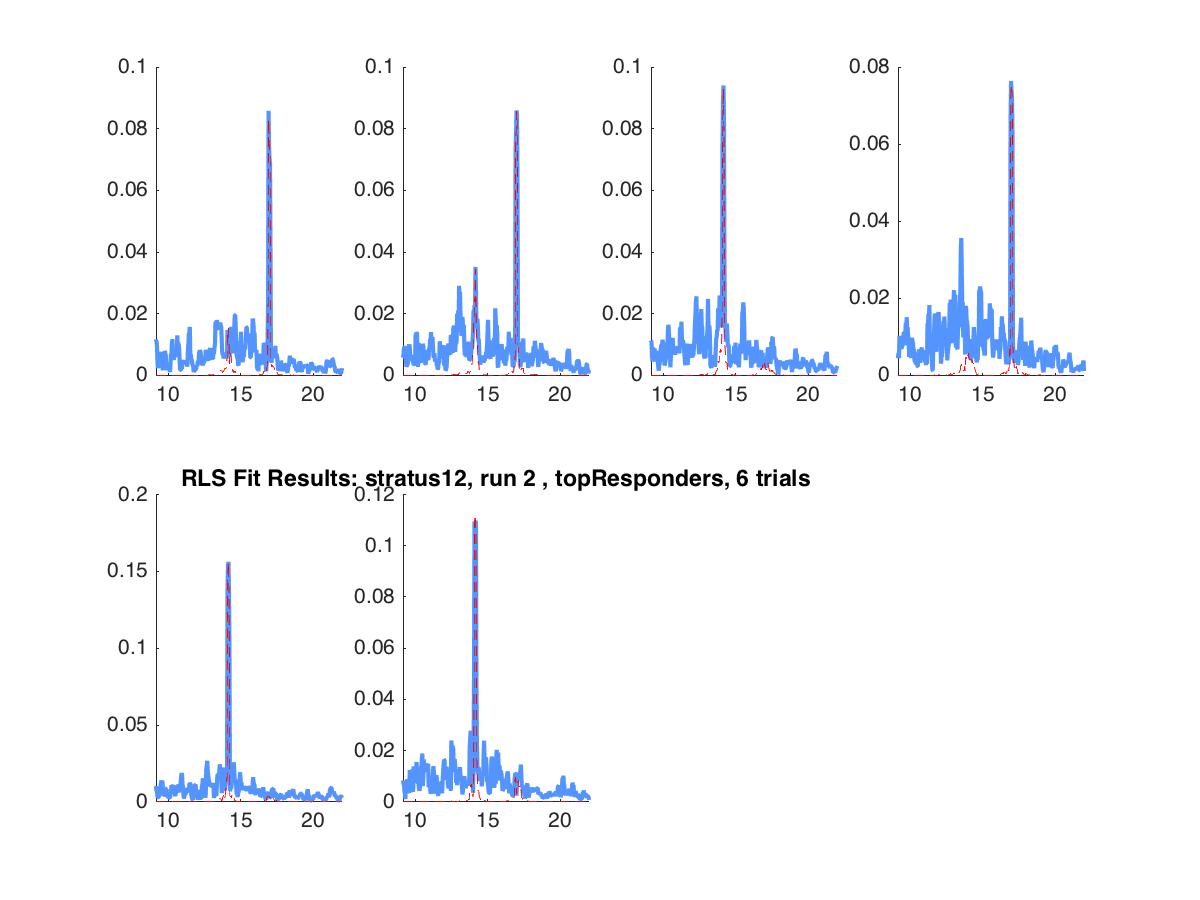 0.1 0.1 0.1 0.08
0.08 0.08 0.08
0.06 0.06 0.06 0.06
0.04 0.04 0.04 0.04
0.02 0.02 0.02 0.02
0 0 0 0
10 15 20 10 15 20 10 15 20 10 15 20
RLS Fit Results: stratus12, run 2 , topResponders, 6 trials
0.2 0.12
0.15 0.1
0.1 0.08
0.06
0.05 0.04
0.02
0 0
10 15 20 10 15 20